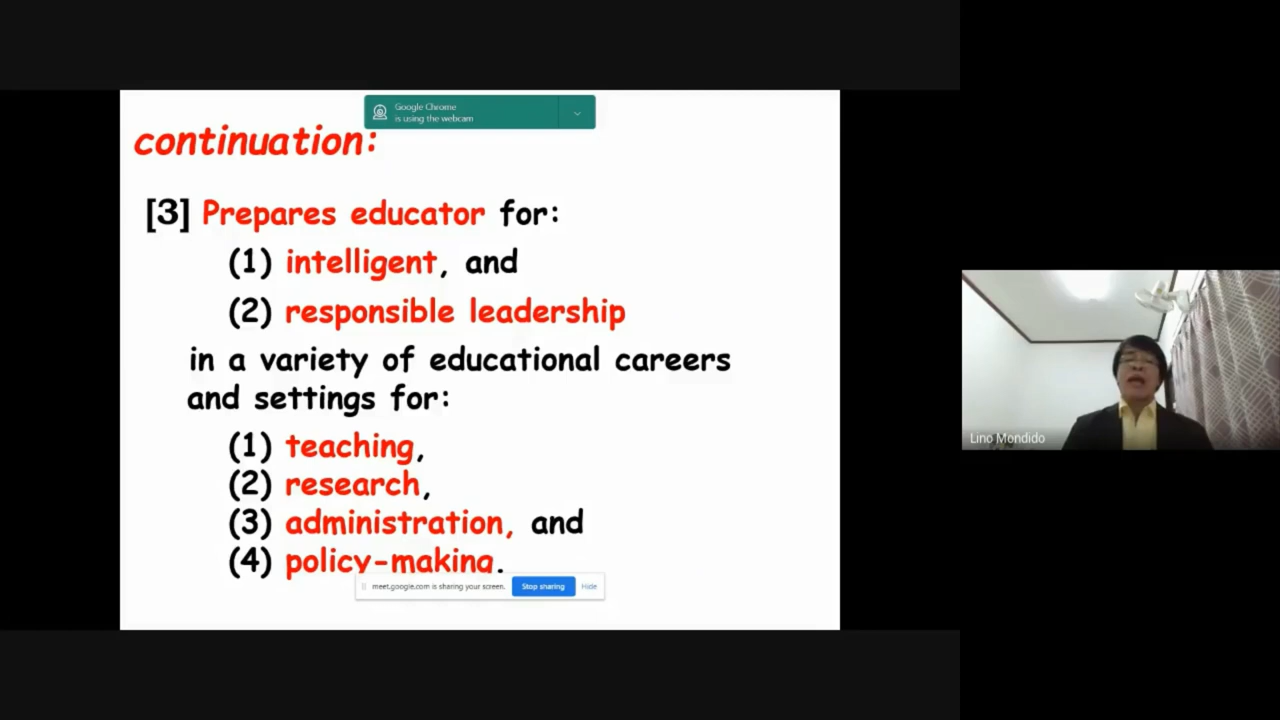 Google Chrome
is using the webcam
continuation:
[3] Prepares educator for:
(1) intelligent, and
(2) responsible leadership
in a variety of educational careers
and settings for:
(1) teaching,
(2) research,
(3) administration, and
(4) policy-making.
meet.google.com is sharing your screen. Stop sharing Hide
Lino Mondido